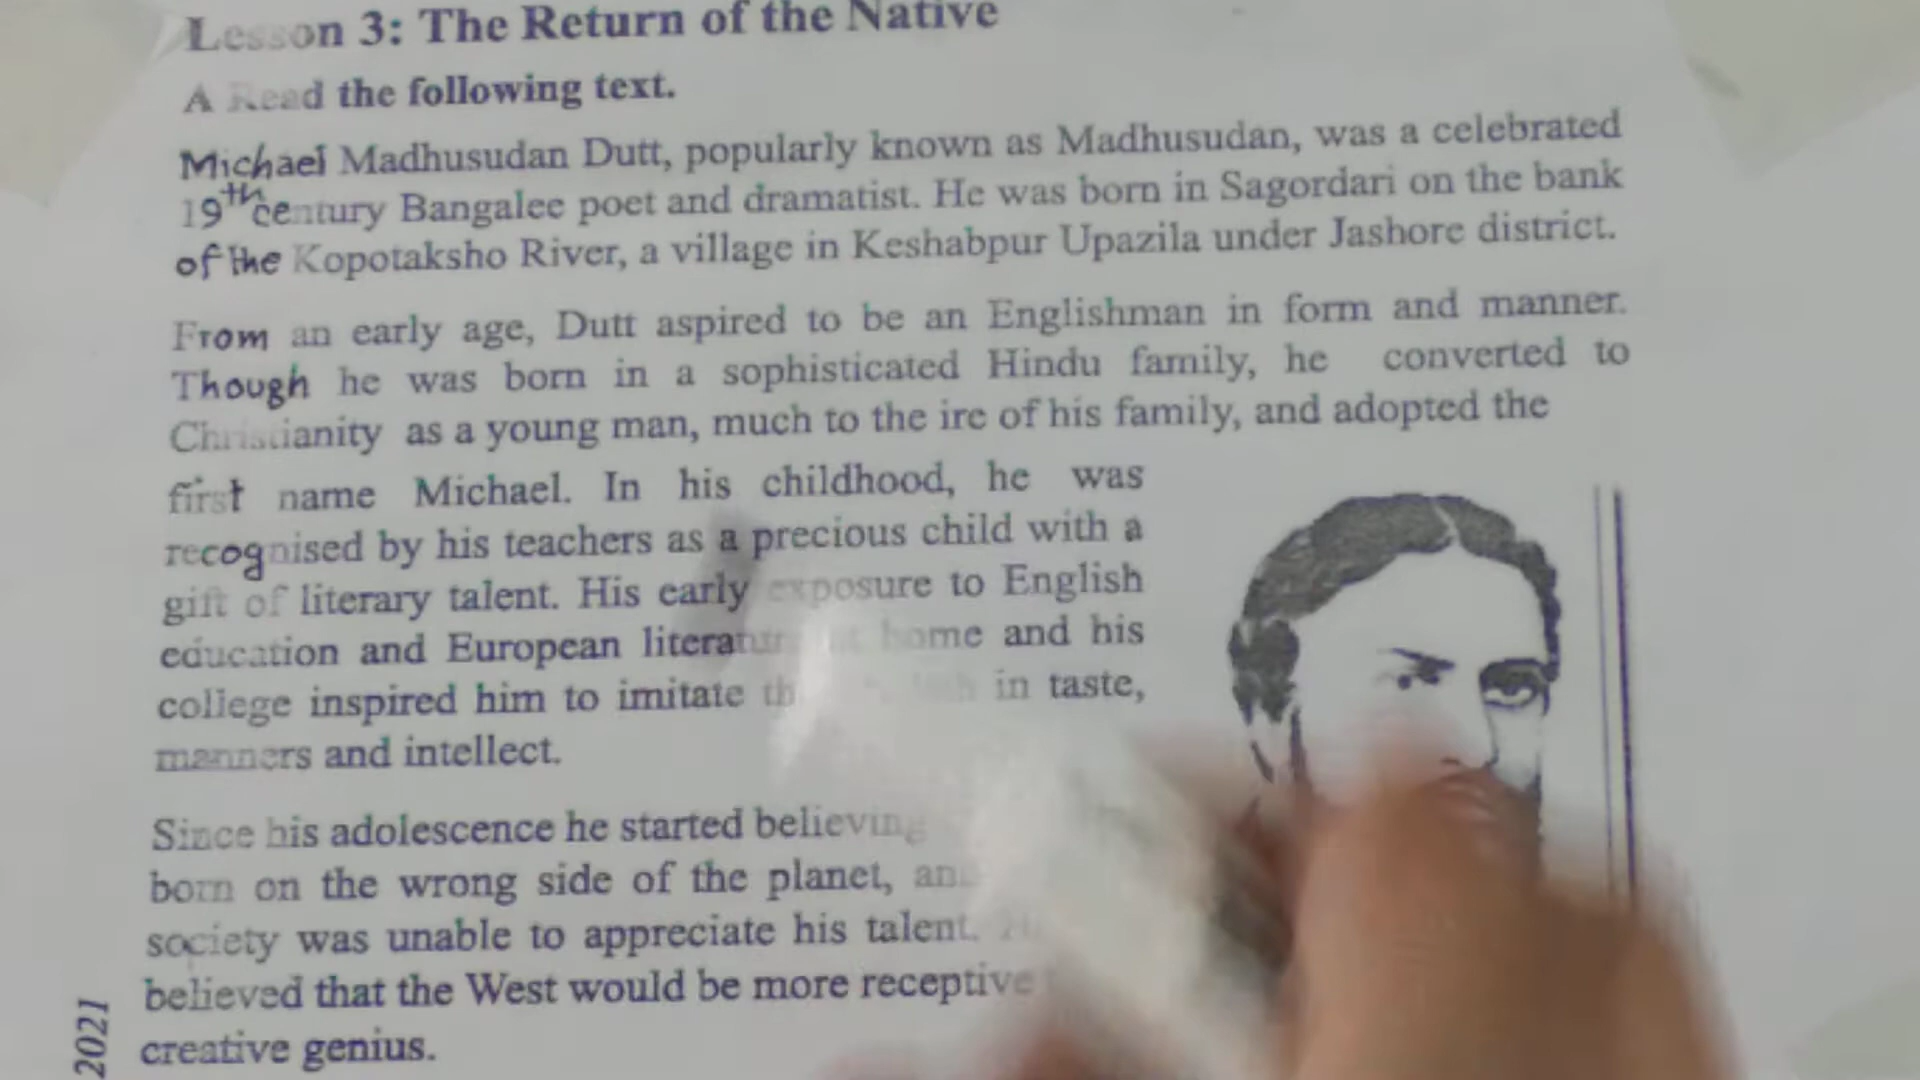 Lesson 3: The Return of the Native
A Read the following text.
Michael Madhusudan Dutt, popularly known as Madhusudan, was a celebrated
19th century Bangalee poet and dramatist. He was born in Sagordari on the bank
of the Kopotaksho River, a village in Keshabpur Upazila under Jashore district.
From an early age, Dutt aspired to be an Englishman in form and manner.
Though he was born in a sophisticated Hindu family, he converted to
Christianity as a young man, much to the ire of his family, and adopted the
first name Michael. In his childhood, he was
recognised by his teachers as a precious child with a
gift of literary talent. His early exposure to English
education and European literature at home and his
college inspired him to imitate in taste,
manners and intellect.
Since his adolescence he started believing
born on the wrong side of the planet,
society was unable to appreciate his talent.
believed that the West would be more receptive
creative genius.
2021